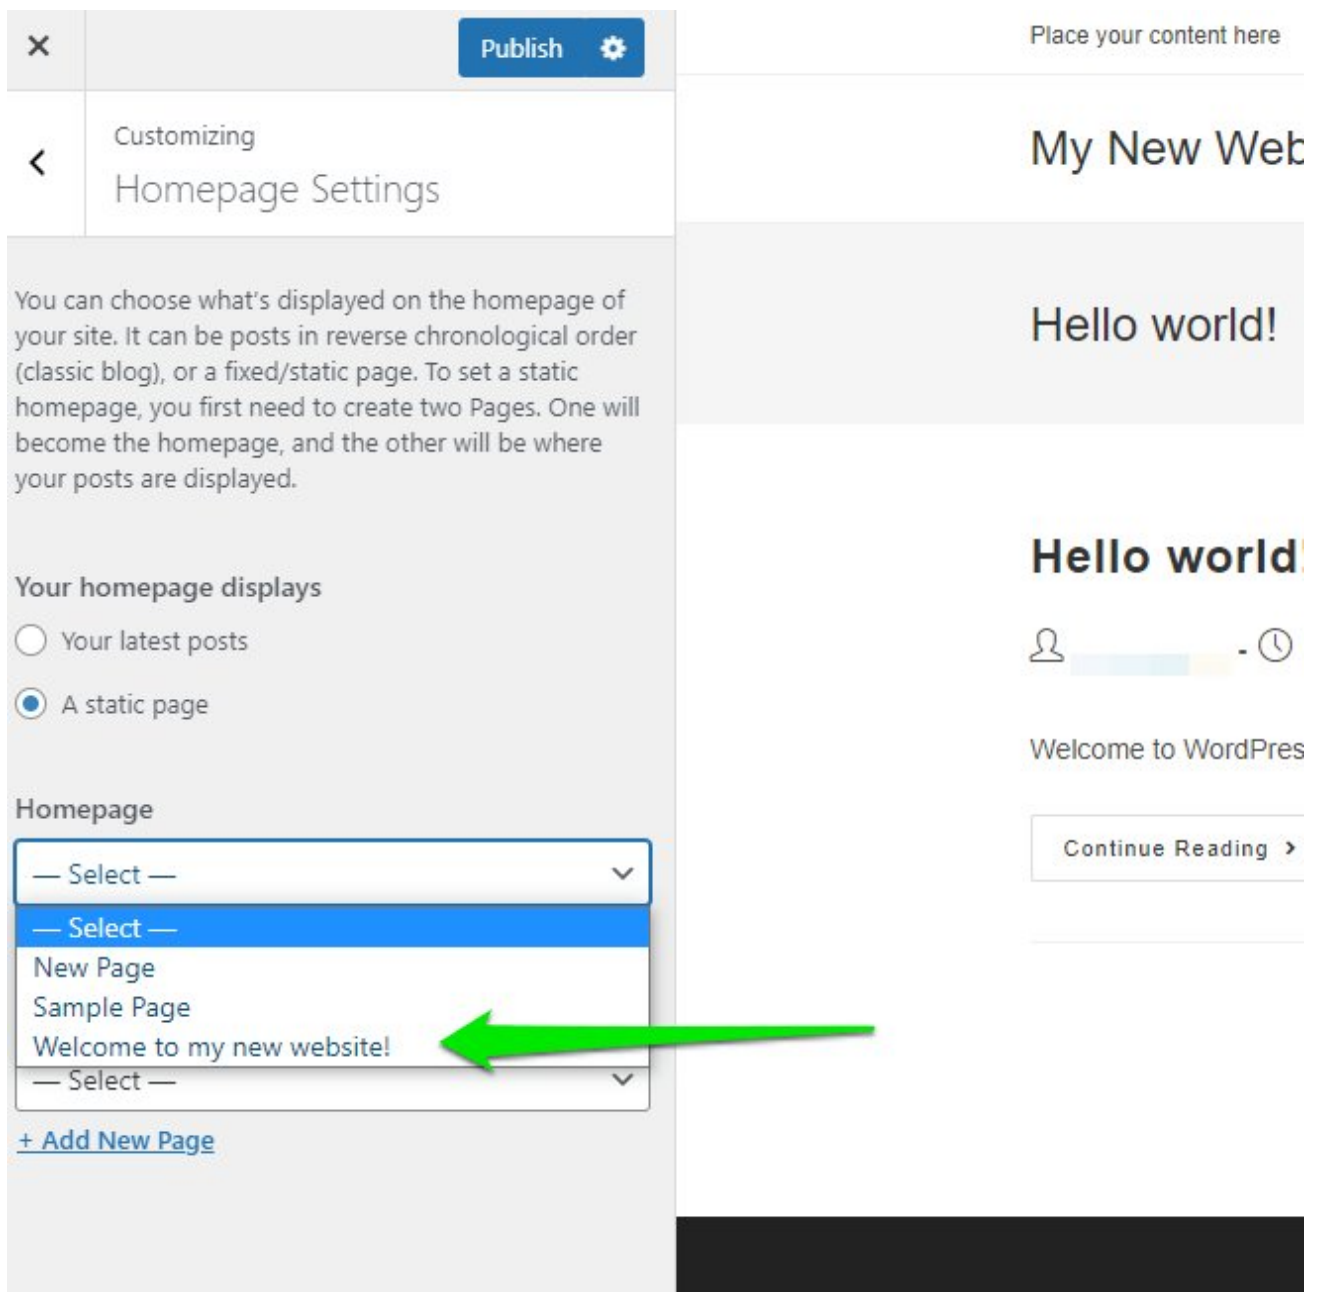 Publish
Customizing
Homepage Settings
You can choose what's displayed on the homepage of
your site. It can be posts in reverse chronological order
(classic blog), or a fixed/static page. To set a static
homepage, you first need to create two Pages. One will
become the homepage, and the other will be where
your posts are displayed.
Your homepage displays
Your latest posts
A static page
Homepage
— Select —
— Select —
New Page
Sample Page
Welcome to my new website!
— Select —
+ Add New Page
Place your content here
My New Web
Hello world!
Hello world!
-
Welcome to WordPres
Continue Reading >